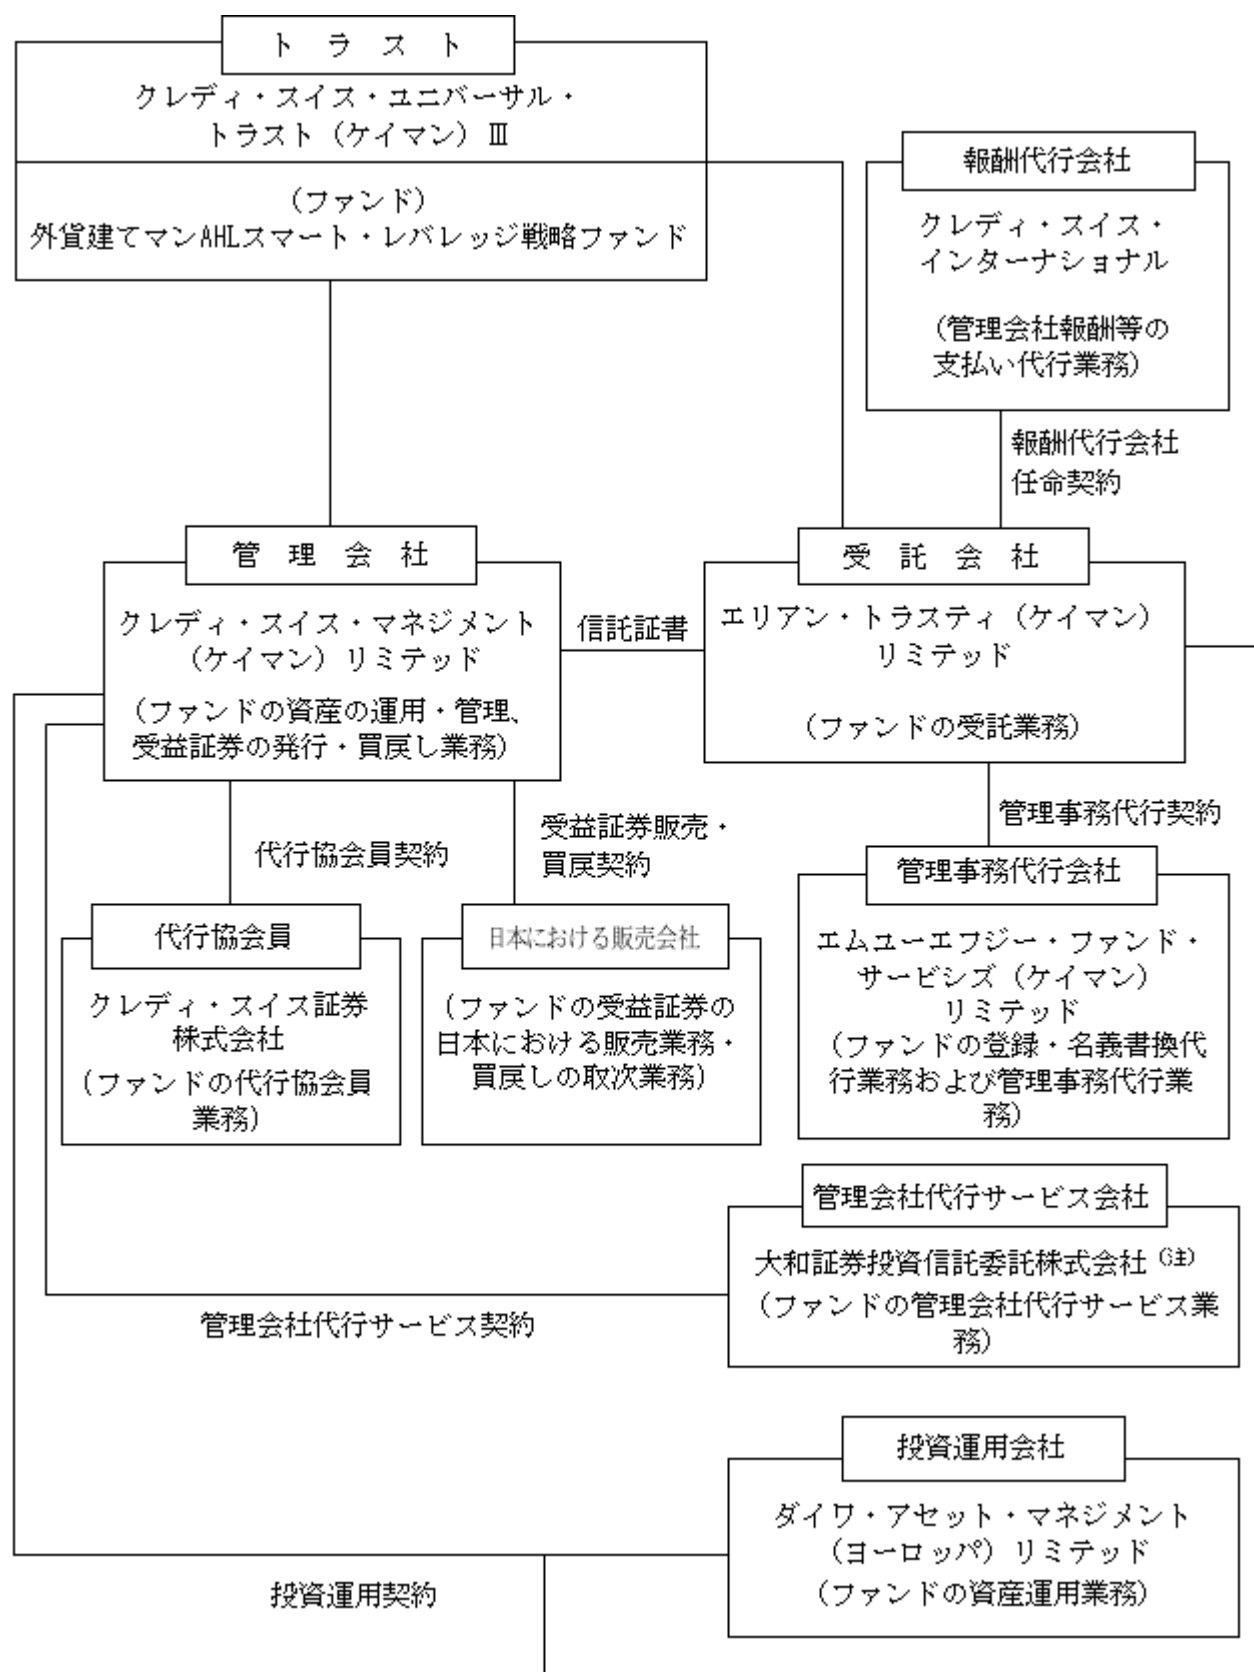 トラスト
クレディ・スイス・ユニバーサル・
トラスト（ケイマン）Ⅲ
（ファンド）
外貨建てマンAHLスマート・レバレッジ戦略ファンド
報酬代行会社
クレディ・スイス・
インターナショナル
（管理会社報酬等の
支払い代行業務）
報酬代行会社
任命契約
管理会社
クレディ・スイス・マネジメント
（ケイマン）リミテッド
（ファンドの資産の運用・管理、
受益証券の発行・買戻し業務）
信託証書
受託会社
エリアン・トラスティ（ケイマン）
リミテッド
（ファンドの受託業務）
代行協会員契約
受益証券販売・
買戻契約
管理事務代行契約
代行協会員
クレディ・スイス証券
株式会社
（ファンドの代行協会員
業務）
日本における販売会社
（ファンドの受益証券の
日本における販売業務・
買戻しの取次業務）
管理事務代行会社
エムユーエフジー・ファンド・
サービシズ（ケイマン）
リミテッド
（ファンドの登録・名義書換代
行業務および管理事務代行業
務）
管理会社代行サービス会社
大和証券投資信託委託株式会社（注）
（ファンドの管理会社代行サービス業
務）
管理会社代行サービス契約
投資運用会社
ダイワ・アセット・マネジメント
（ヨーロッパ）リミテッド
（ファンドの資産運用業務）
投資運用契約